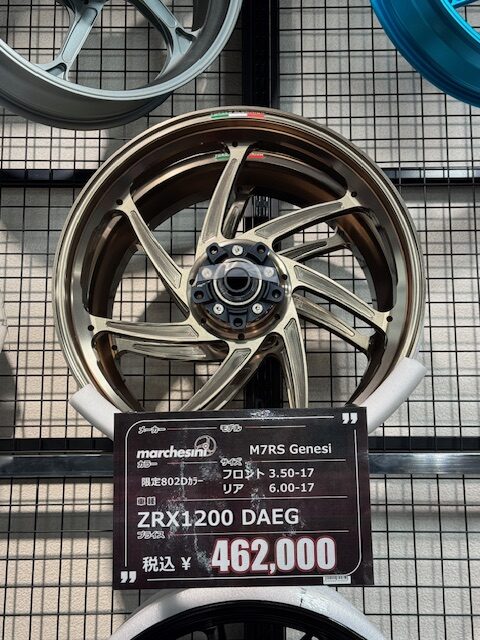 メーカー モデル
marchesini M7RS Genesi
カラー サイズ
限定802Dカラー フロント 3.50-17
リア 6.00-17
車種
ZRX1200 DAEG
プライス
税込 ¥ 462,000